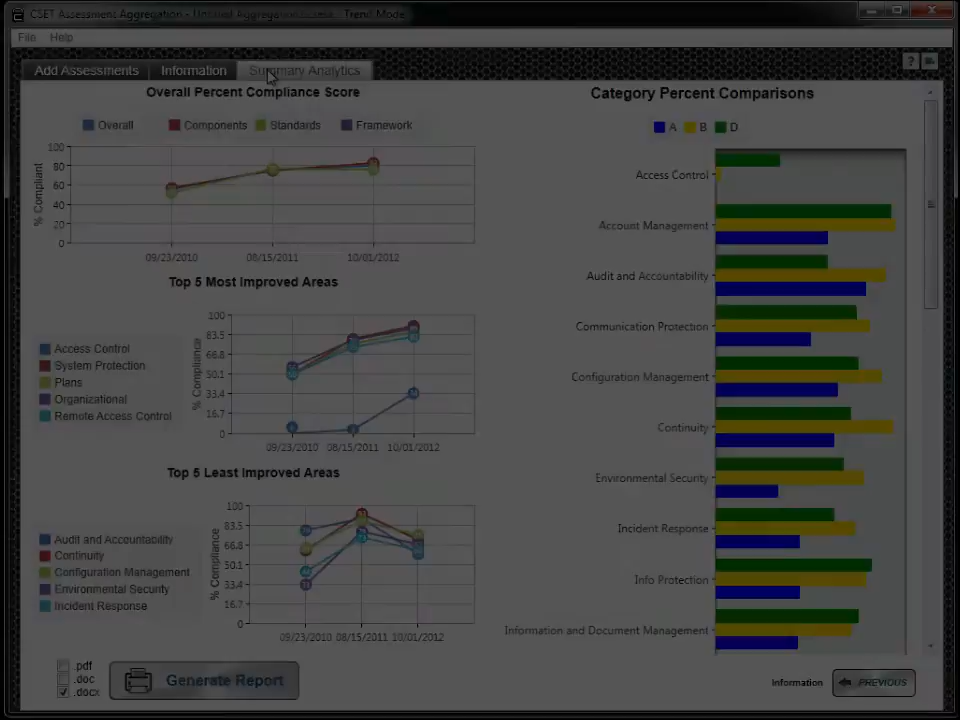 CSET Assessment Aggregation - Untitled Aggregation.cseta - Trend Mode
File Help
Add Assessments Information Summary Analytics
?
Overall Percent Compliance Score
Overall Components Standards Framework
% Compliant
100
80
60
40
20
0
09/23/2010 08/15/2011 10/01/2012
Top 5 Most Improved Areas
Access Control
System Protection
Plans
Organizational
Remote Access Control
% Compliance
100
83.5
66.8
50.1
33.4
16.7
0
09/23/2010 08/15/2011 10/01/2012
Top 5 Least Improved Areas
Audit and Accountability
Continuity
Configuration Management
Environmental Security
Incident Response
% Compliance
100
83.5
66.8
50.1
33.4
16.7
0
09/23/2010 08/15/2011 10/01/2012
.pdf
.doc
.docx
Generate Report
Category Percent Comparisons
A B D
Access Control
Account Management
Audit and Accountability
Communication Protection
Configuration Management
Continuity
Environmental Security
Incident Response
Info Protection
Information and Document Management
Information PREVIOUS